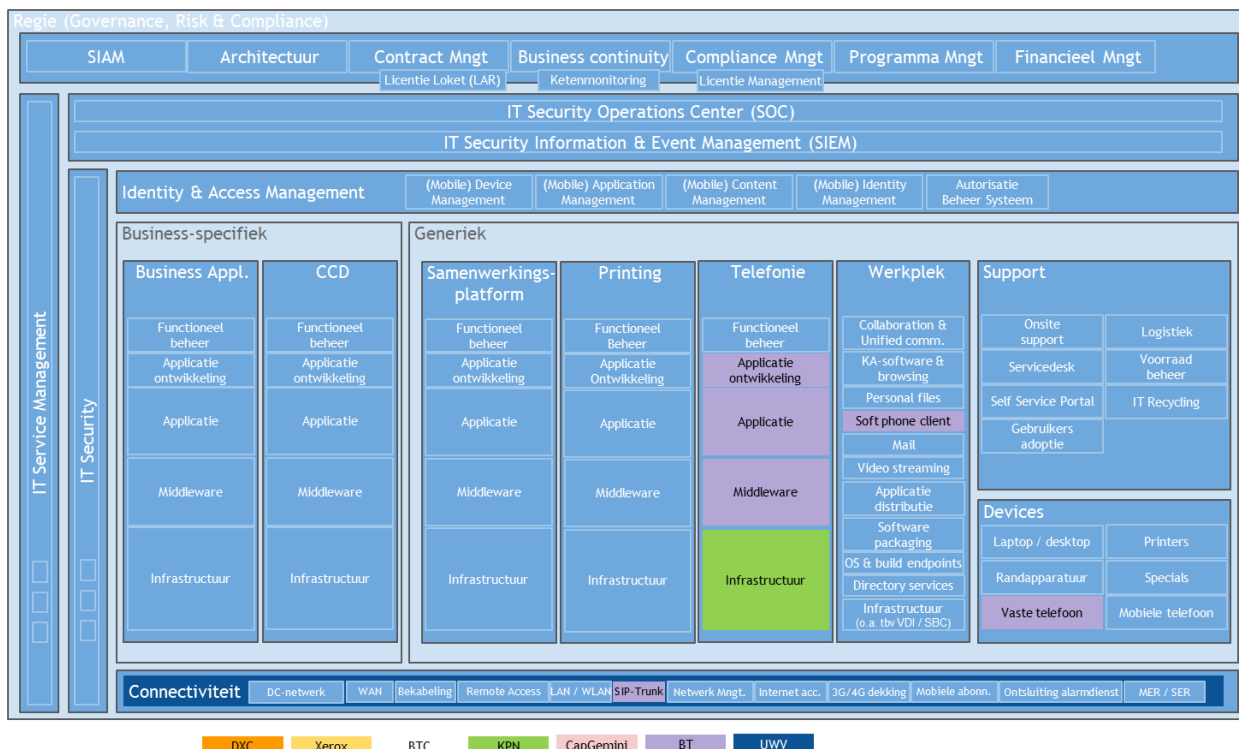 Regie (Governance, Risk & Compliance)
SIAM
Architectuur
Contract Mngt
Business continuity
Compliance Mngt
Programma Mngt
Financieel Mngt
Licentie Loket (LAR)
Ketenmonitoring
Licentie Management
IT Service Management
IT Security Operations Center (SOC)
IT Security Information & Event Management (SIEM)
IT Security
Identity & Access Management
(Mobile) Device
Management
(Mobile) Application
Management
(Mobile) Content
Management
(Mobile) Identity
Management
Autorisatie
Beheer Systeem
Business-specifiek
Business Appl.
Functioneel
beheer
Applicatie
ontwikkeling
Applicatie
Middleware
Infrastructuur
CCD
Functioneel
beheer
Applicatie
ontwikkeling
Applicatie
Middleware
Infrastructuur
Generiek
Samenwerkings-
platform
Functioneel
beheer
Applicatie
ontwikkeling
Applicatie
Middleware
Infrastructuur
Printing
Functioneel
Beheer
Applicatie
Ontwikkeling
Applicatie
Middleware
Infrastructuur
Telefonie
Functioneel
beheer
Applicatie
ontwikkeling
Applicatie
Middleware
Infrastructuur
Werkplek
Collaboration &
Unified comm.
KA-software &
browsing
Personal files
Soft phone client
Mail
Video streaming
Applicatie
distributie
Software
packaging
OS & build endpoints
Directory services
Infrastructuur
(o.a. tbv VDI / SBC)
Support
Onsite
support
Logistiek
Servicedesk
Voorraad
beheer
Self Service Portal
IT Recycling
Gebruikers
adoptie
Devices
Laptop / desktop
Printers
Randapparatuur
Specials
Vaste telefoon
Mobiele telefoon
Connectiviteit
DC-netwerk
WAN
Bekabeling
Remote Access
LAN / WLAN
SIP-Trunk
Netwerk Mngt.
Internet acc.
3G/4G dekking
Mobiele abonn.
Ontsluiting alarmdienst
MER / SER
DXC
Xerox
BTC
KPN
CapGemini
BT
UWV